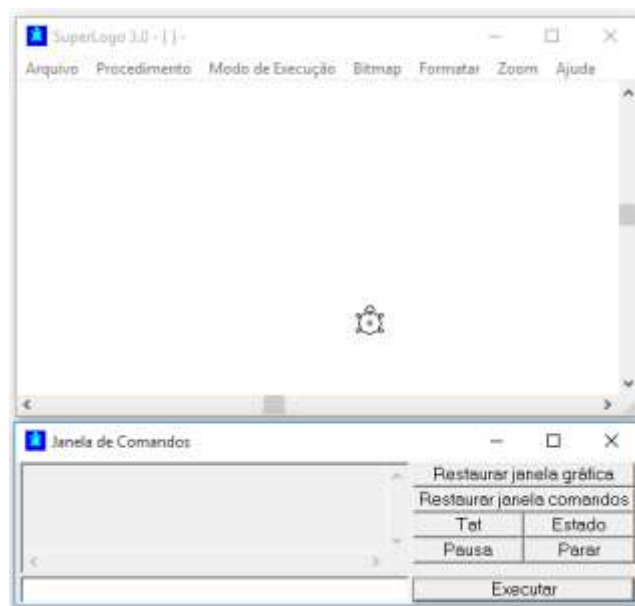 SuperLogo 3.0 - [ ] -
Arquivo Procedimento Modo de Execução Bitmap Formatar Zoom Ajuda
Janela de Comandos
Restaurar janela gráfica
Restaurar janela comandos
Tat Estado
Pausa Parar
Executar